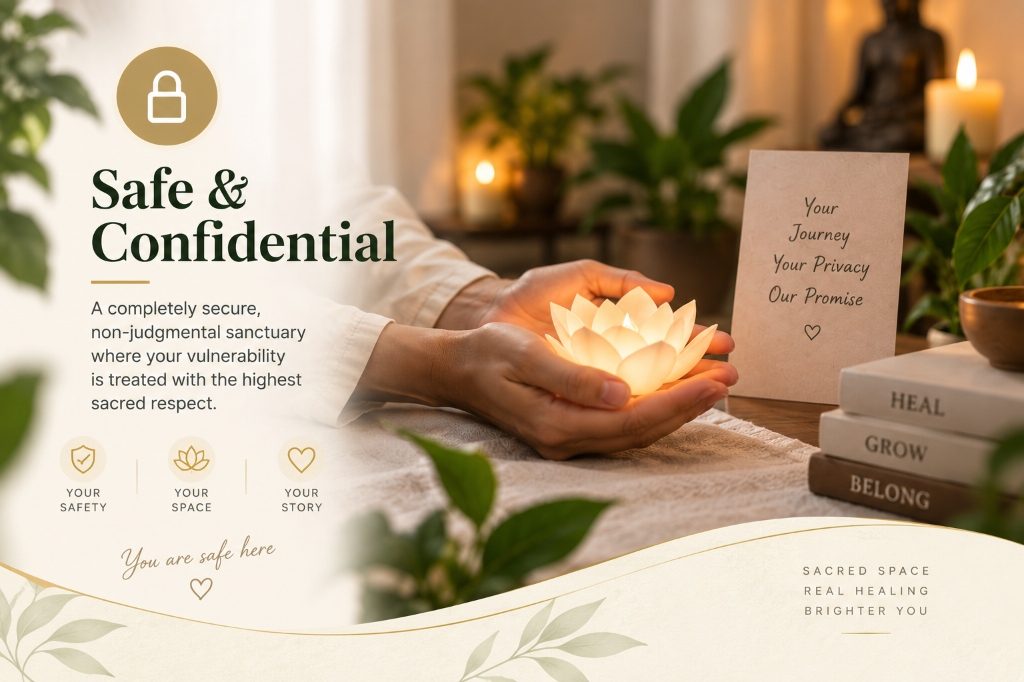 Safe &
Confidential
A completely secure,
non-judgmental sanctuary
where your vulnerability
is treated with the highest
sacred respect.
YOUR
SAFETY
YOUR
SPACE
YOUR
STORY
You are safe here
Your
Journey
Your Privacy
Our Promise
HEAL
GROW
BELONG
SACRED SPACE
REAL HEALING
BRIGHTER YOU